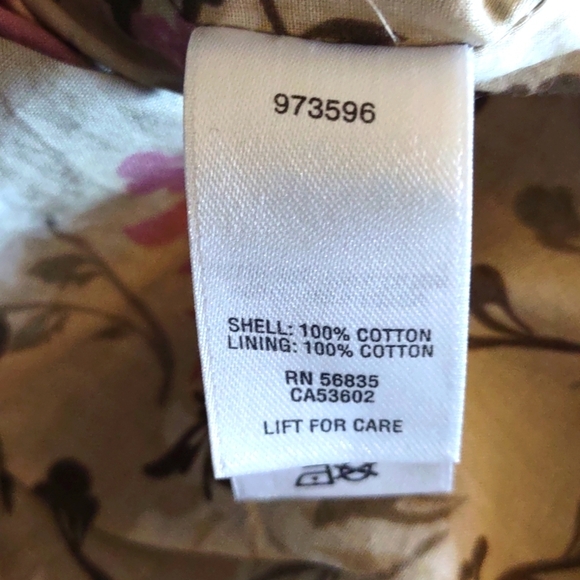 973596
SHELL: 100% COTTON
LINING: 100% COTTON
RN 56835
CA53602
LIFT FOR CARE